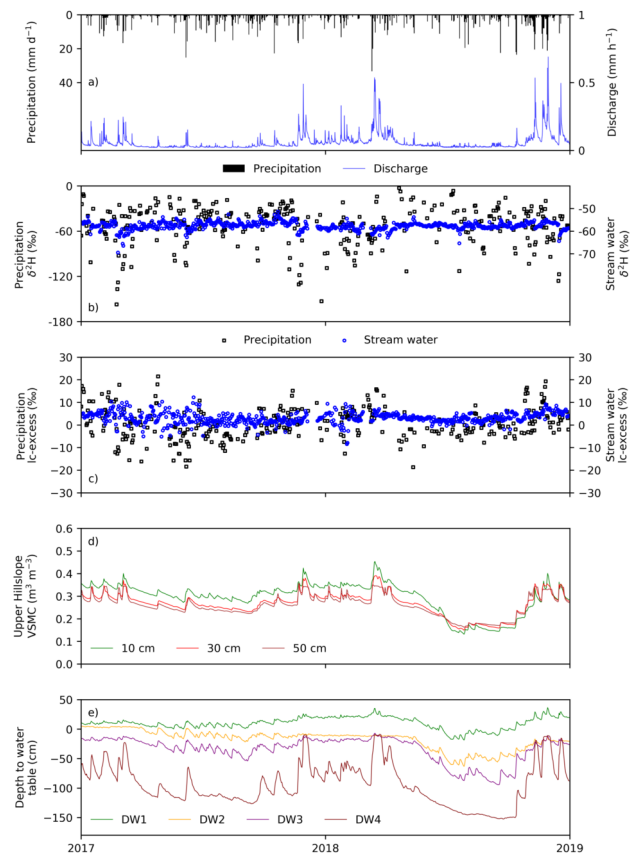 0
20
40
Precipitation (mm d⁻¹)
a)
1
0.5
0
Discharge (mm h⁻¹)
Precipitation
Discharge
0
−60
−120
−180
Precipitation
δ²H (‰)
b)
−50
−60
−70
Stream water
δ²H (‰)
Precipitation
Stream water
30
20
10
0
−10
−20
−30
Precipitation
lc-excess (‰)
c)
30
20
10
0
−10
−20
−30
Stream water
lc-excess (‰)
0.6
0.5
0.4
0.3
0.2
0.1
0.0
Upper Hillslope
VSMC (m³ m⁻³)
d)
10 cm
30 cm
50 cm
50
0
−50
−100
−150
Depth to water
table (cm)
e)
DW1
DW2
DW3
DW4
2017
2018
2019